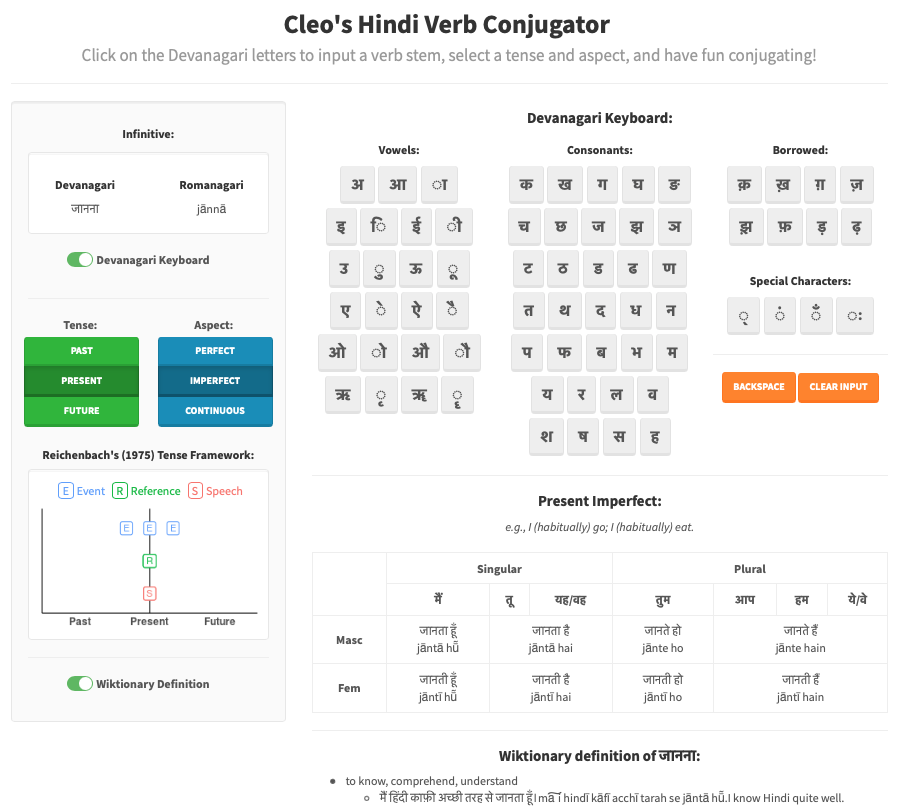 Cleo's Hindi Verb Conjugator
Click on the Devanagari letters to input a verb stem, select a tense and aspect, and have fun conjugating!
Infinitive:
Devanagari Romanagari
जानना jānnā
Devanagari Keyboard
Tense: Aspect:
PAST PERFECT
PRESENT IMPERFECT
FUTURE CONTINUOUS
Reichenbach's (1975) Tense Framework:
E Event R Reference S Speech
E E E
R
S
Past Present Future
Wiktionary Definition
Devanagari Keyboard:
Vowels:
अ आ ा
इ ि ई ी
उ ु ऊ ू
ए े ऐ ै
ओ ो औ ौ
ऋ ृ ॠ ॄ
Consonants:
क ख ग घ ङ
च छ ज झ ञ
ट ठ ड ढ ण
त थ द ध न
प फ ब भ म
य र ल व
श ष स ह
Borrowed:
क़ ख़ ग़ ज़
झ़ फ़ ड़ ढ़
Special Characters:
् ं ँ ः
BACKSPACE CLEAR INPUT
Present Imperfect:
e.g., I (habitually) go; I (habitually) eat.
Singular Plural
मैं तू यह/वह तुम आप हम ये/वे
Masc जानता हूँ जानता है जानते हो जानते हैं
jāntā hū̃ jāntā hai jānte ho jānte hain
Fem जानती हूँ जानती है जानती हो जानती हैं
jāntī hū̃ jāntī hai jāntī ho jāntī hain
Wiktionary definition of जानना:
to know, comprehend, understand
मैं हिंदी काफ़ी अच्छी तरह से जानता हूँ। ma͠i hindī kāfī acchī tarah se jāntā hū̃.I know Hindi quite well.